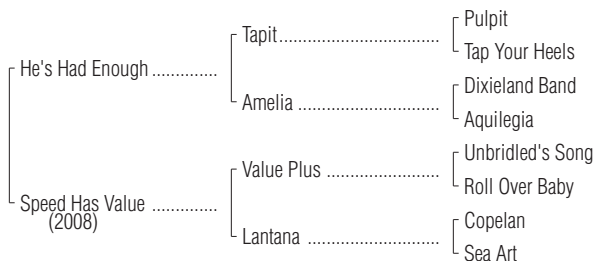 Pulpit
Tapit
Tap Your Heels
He's Had Enough
Dixieland Band
Amelia
Aquilegia
Unbridled's Song
Value Plus
Roll Over Baby
Speed Has Value
(2008)
Copelan
Lantana
Sea Art